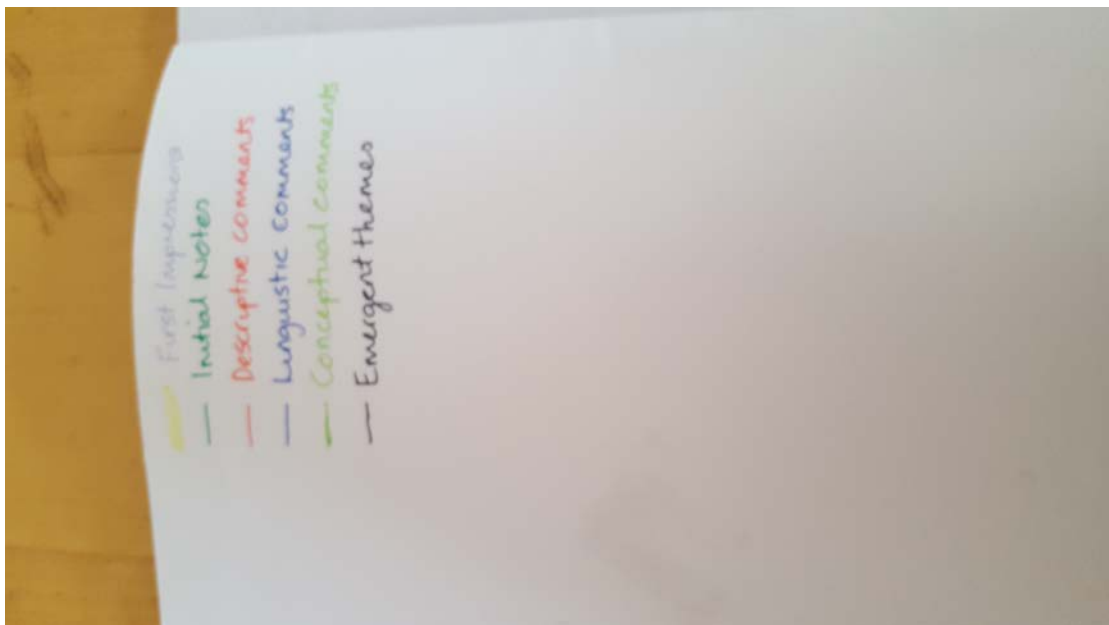 First Impressions
— Initial Notes
— Descriptive comments
— Linguistic comments
— Conceptual comments
— Emergent themes